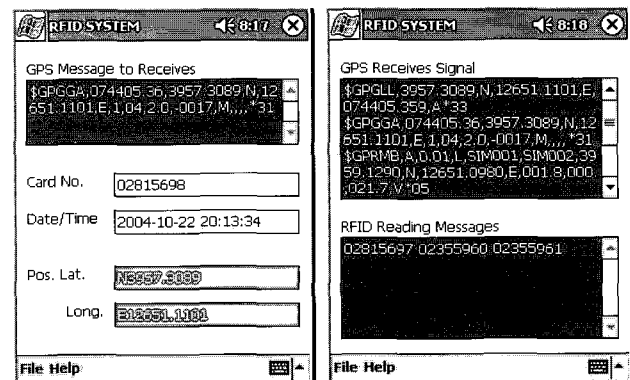 RFID SYSTEM 8:17
GPS Message to Receives
$GPGGA,074405.36,3957.3089,N,12
651.1101,E,1,04,2.0,-0017,M,,,,*31
Card No. 02815698
Date/Time 2004-10-22 20:13:34
Pos. Lat. N3957.3089
Long. E12651.1101
File Help
RFID SYSTEM 8:18
GPS Receives Signal
$GPGLL,3957.3089,N,12651.1101,E,
074405.359,A*33
$GPGGA,074405.36,3957.3089,N,12
651.1101,E,1,04,2.0,-0017,M,,,,*31
$GPRMB,A,0.01,L,SIM001,SIM002,39
59.1290,N,12651.0980,E,001.8,000
,021.7,V*05
RFID Reading Messages
02815697 02355960 02355961
File Help